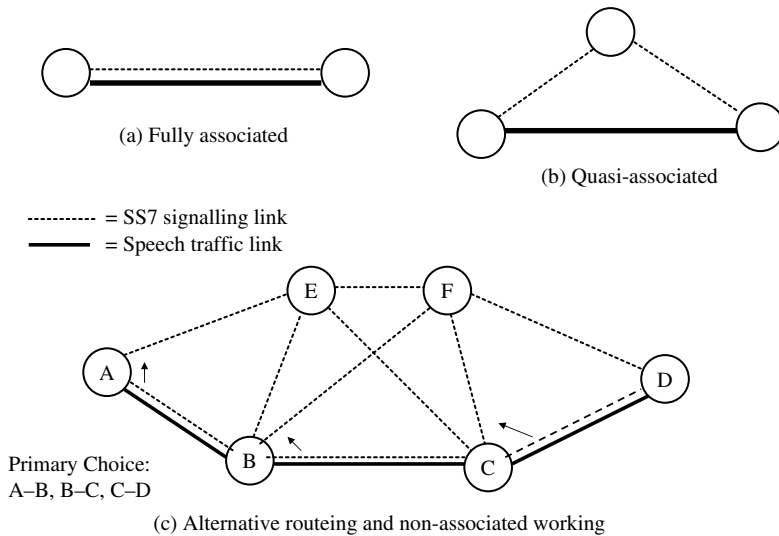 (a) Fully associated
(b) Quasi-associated
= SS7 signalling link
= Speech traffic link
E
F
A
D
B
C
Primary Choice:
A–B, B–C, C–D
(c) Alternative routeing and non-associated working